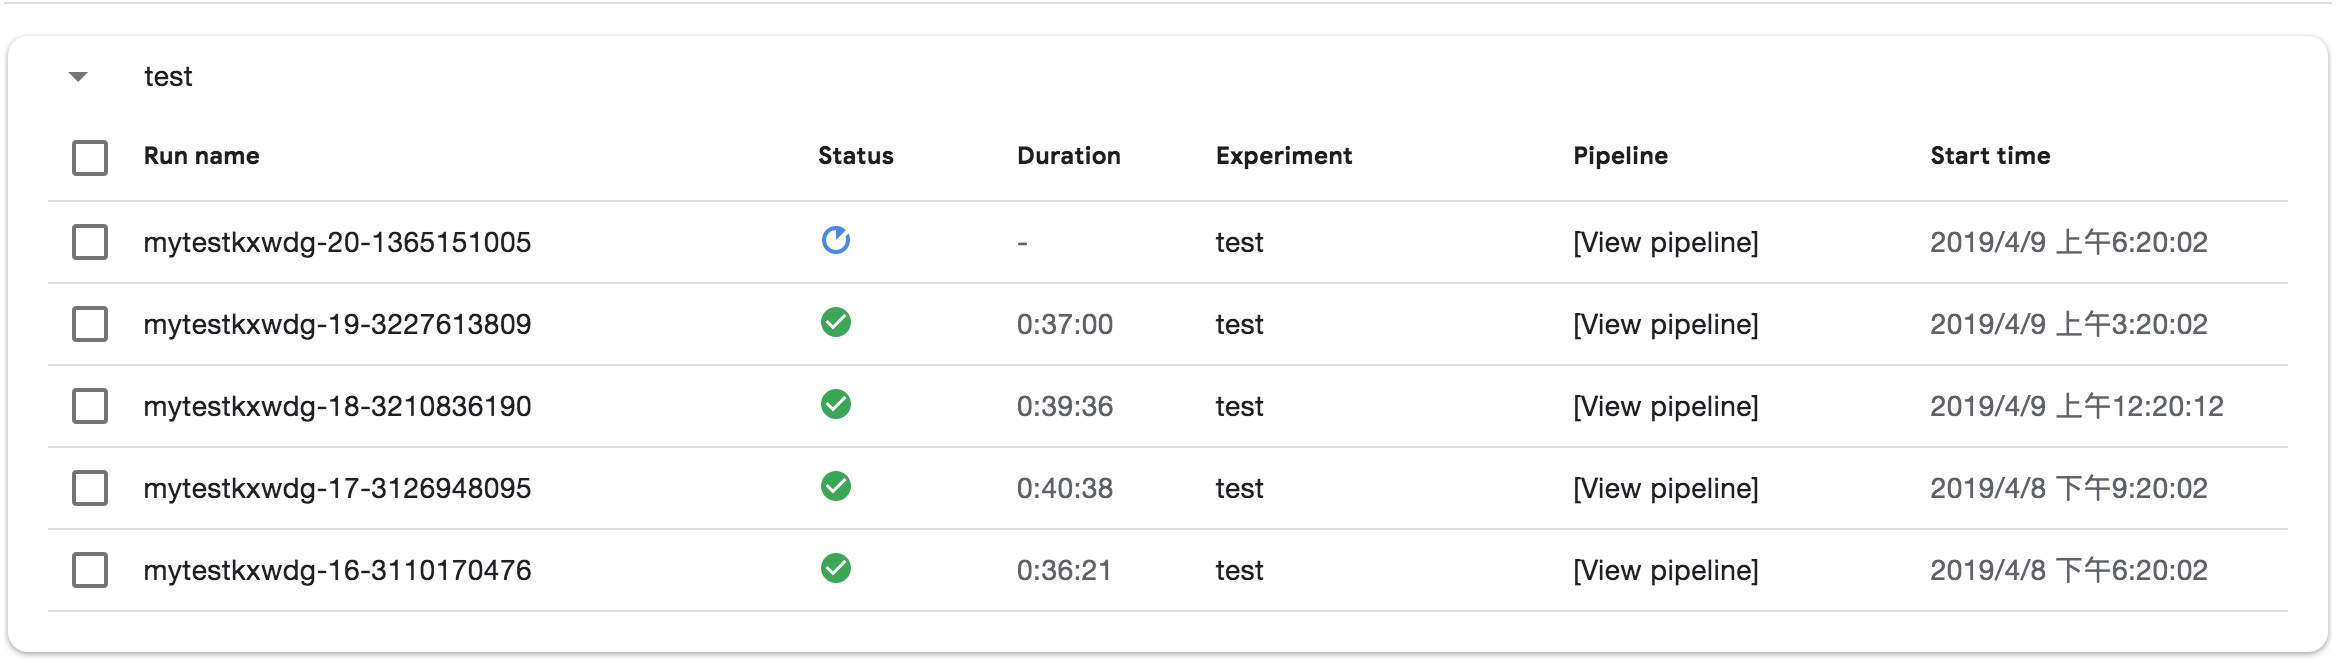 test
Run name Status Duration Experiment Pipeline Start time
mytestkxwdg-20-1365151005 - test [View pipeline] 2019/4/9 上午6:20:02
mytestkxwdg-19-3227613809 0:37:00 test [View pipeline] 2019/4/9 上午3:20:02
mytestkxwdg-18-3210836190 0:39:36 test [View pipeline] 2019/4/9 上午12:20:12
mytestkxwdg-17-3126948095 0:40:38 test [View pipeline] 2019/4/8 下午9:20:02
mytestkxwdg-16-3110170476 0:36:21 test [View pipeline] 2019/4/8 下午6:20:02